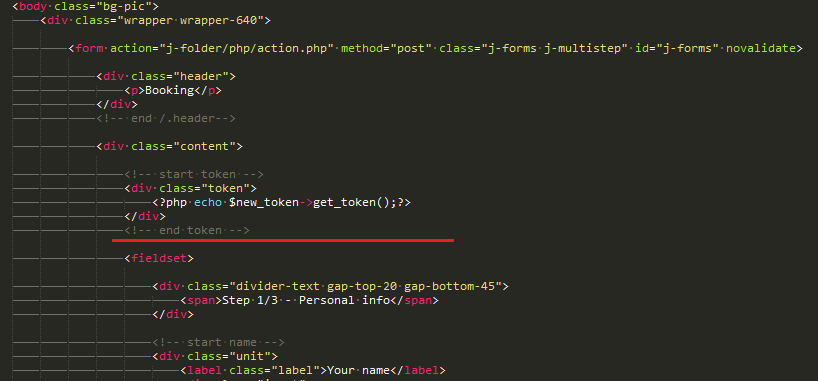 <body class="bg-pic">
<div class="wrapper wrapper-640">
<form action="j-folder/php/action.php" method="post" class="j-forms j-multistep" id="j-forms" novalidate>
<div class="header">
<p>Booking</p>
</div>
<!-- end /.header-->
<div class="content">
<!-- start token -->
<div class="token">
<?php echo $new_token->get_token();?>
</div>
<!-- end token -->
<fieldset>
<div class="divider-text gap-top-20 gap-bottom-45">
<span>Step 1/3 - Personal info</span>
</div>
<!-- start name -->
<div class="unit">
<label class="label">Your name</label>